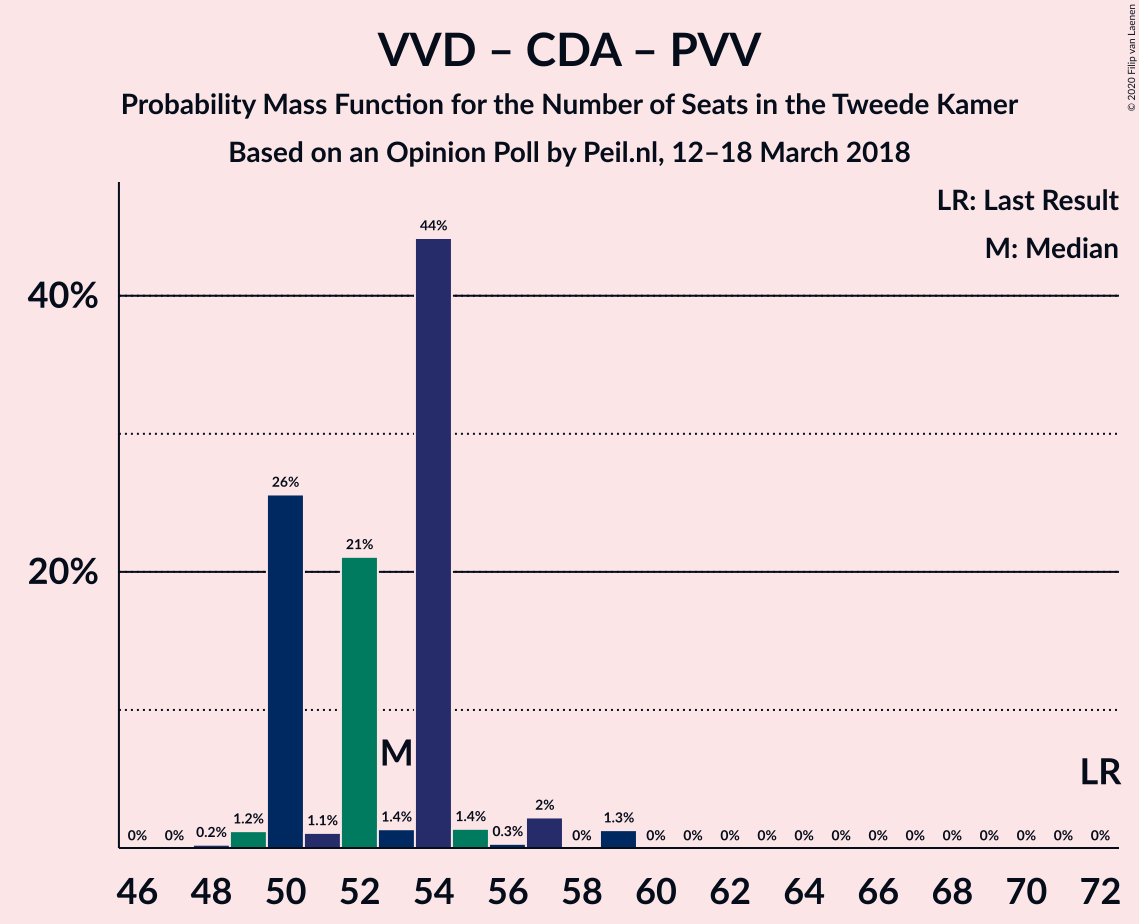 VVD – CDA – PVV
Probability Mass Function for the Number of Seats in the Tweede Kamer
Based on an Opinion Poll by Peil.nl, 12–18 March 2018
© 2020 Filip van Laenen
LR: Last Result
M: Median
40%
20%
0% 0% 0.2% 1.2% 26% 1.1% 21% 1.4% 44% 1.4% 0.3% 2% 0% 1.3% 0% 0% 0% 0% 0% 0% 0% 0% 0% 0% 0% 0% 0%
M
LR
46 48 50 52 54 56 58 60 62 64 66 68 70 72